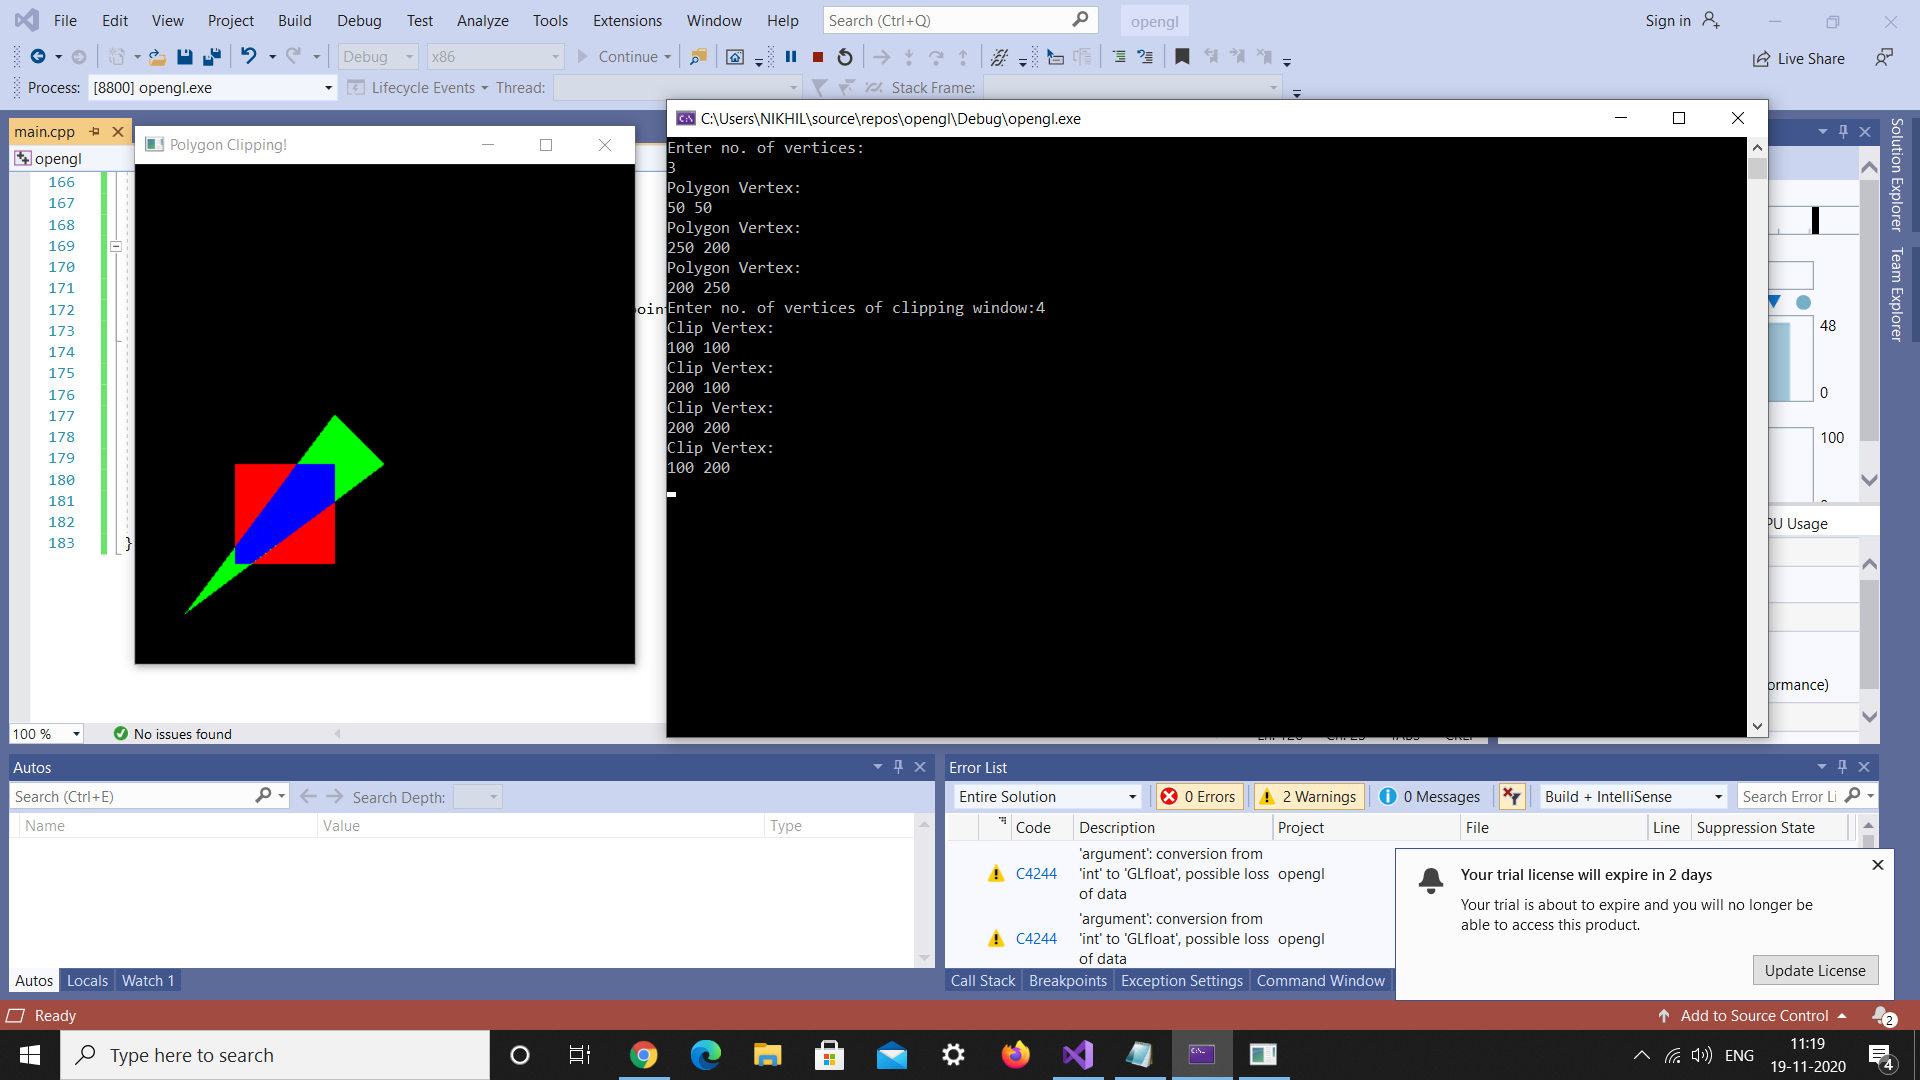 File Edit View Project Build Debug Test Analyze Tools Extensions Window Help Search (Ctrl+Q) opengl Sign in
Debug x86 Continue Live Share
Process: [8800] opengl.exe Lifecycle Events Thread: Stack Frame:
main.cpp
opengl
Polygon Clipping!
166
167
168
169
170
171
172
173
174
175
176
177
178
179
180
181
182
183 }
100 % No issues found
C:\Users\NIKHIL\source\repos\opengl\Debug\opengl.exe
Enter no. of vertices:
3
Polygon Vertex:
50 50
Polygon Vertex:
250 200
Polygon Vertex:
200 250
Enter no. of vertices of clipping window:4
Clip Vertex:
100 100
Clip Vertex:
200 100
Clip Vertex:
200 200
Clip Vertex:
100 200
48
0
100
PU Usage
ormance)
Solution Explorer
Team Explorer
Autos
Search (Ctrl+E) Search Depth:
Name Value Type
Autos Locals Watch 1
Error List
Entire Solution 0 Errors 2 Warnings 0 Messages Build + IntelliSense Search Error Li
Code Description Project File Line Suppression State
'argument': conversion from
C4244 'int' to 'GLfloat', possible loss opengl
of data
'argument': conversion from
C4244 'int' to 'GLfloat', possible loss opengl
of data
Call Stack Breakpoints Exception Settings Command Window
Your trial license will expire in 2 days
Your trial is about to expire and you will no longer be
able to access this product.
Update License
Ready Add to Source Control 2
Type here to search ENG
11:19
19-11-2020
4